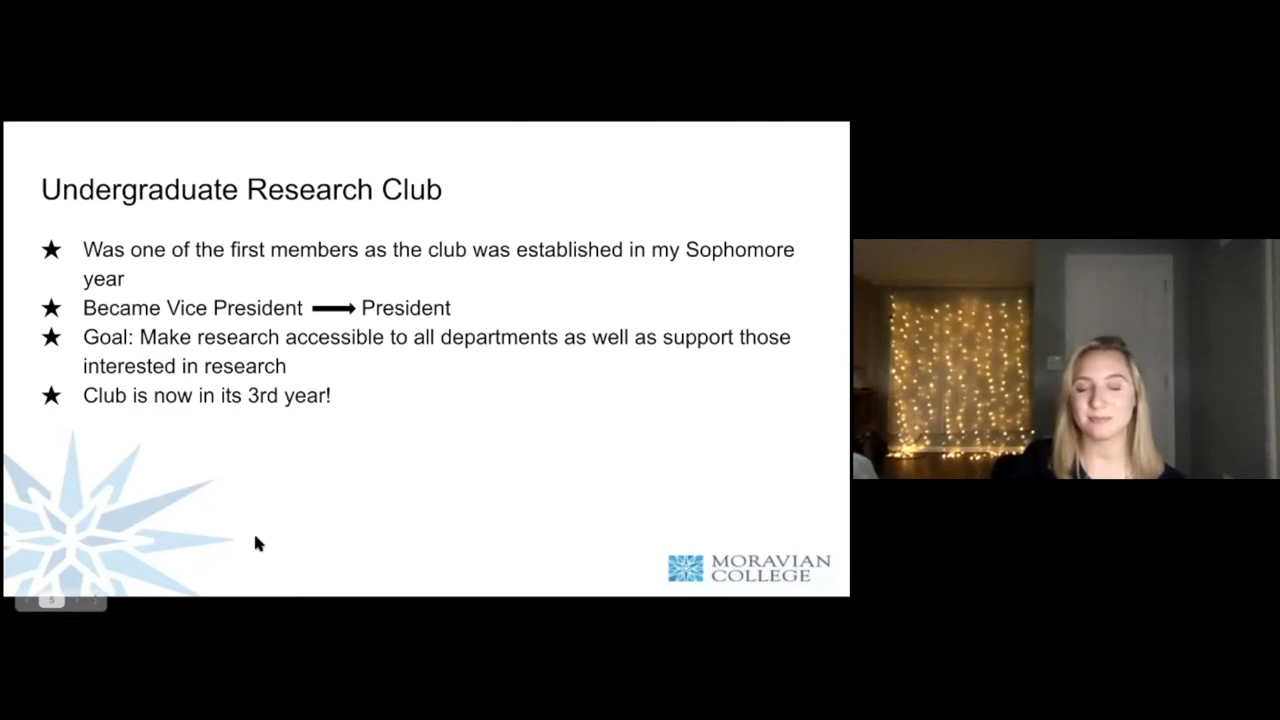 Undergraduate Research Club
★ Was one of the first members as the club was established in my Sophomore
year
★ Became Vice President ⟶ President
★ Goal: Make research accessible to all departments as well as support those
interested in research
★ Club is now in its 3rd year!
MORAVIAN
COLLEGE
5